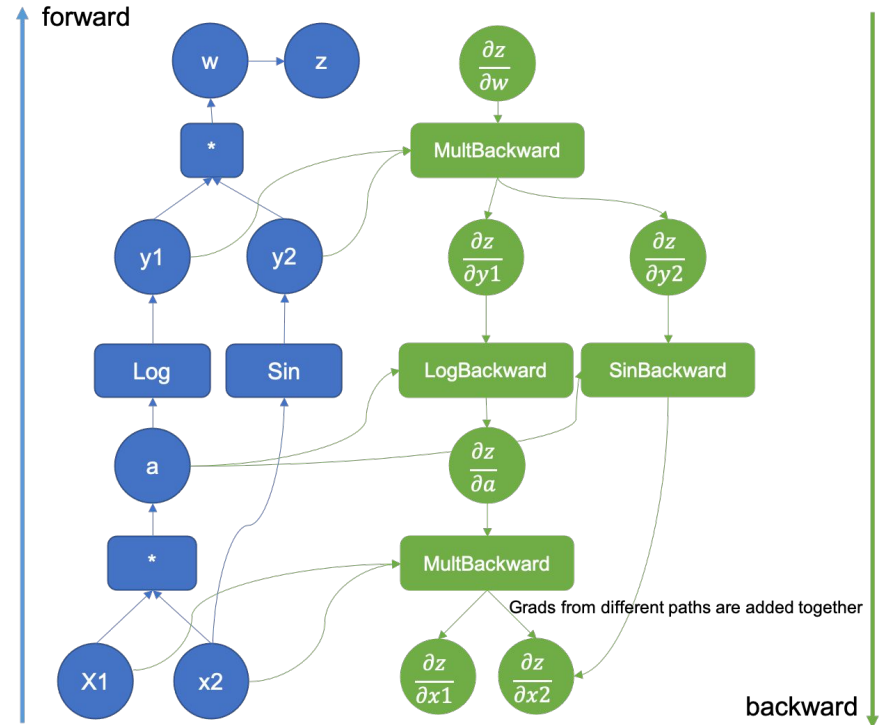 forward
w
z
∂z
∂w
*
MultBackward
y1
y2
∂z
∂y1
∂z
∂y2
Log
Sin
LogBackward
SinBackward
a
∂z
∂a
*
MultBackward
Grads from different paths are added together
X1
x2
∂z
∂x1
∂z
∂x2
backward